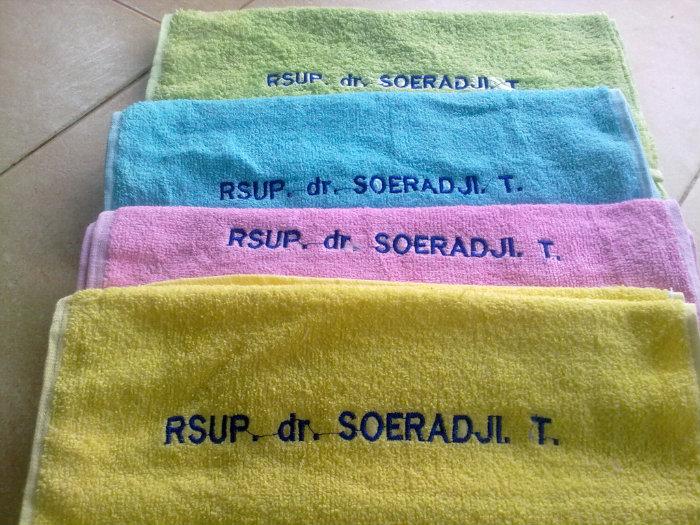 RSUP. dr. SOERADJI. T
RSUP. dr. SOERADJI. T.
RSUP. dr. SOERADJI. T.
RSUP. dr. SOERADJI. T.